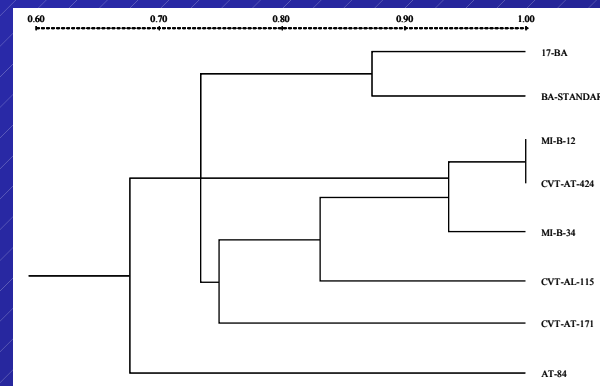 0.60 0.70 0.80 0.90 1.00
17-BA
BA-STANDAR
MI-B-12
CVT-AT-424
MI-B-34
CVT-AL-115
CVT-AT-171
AT-84